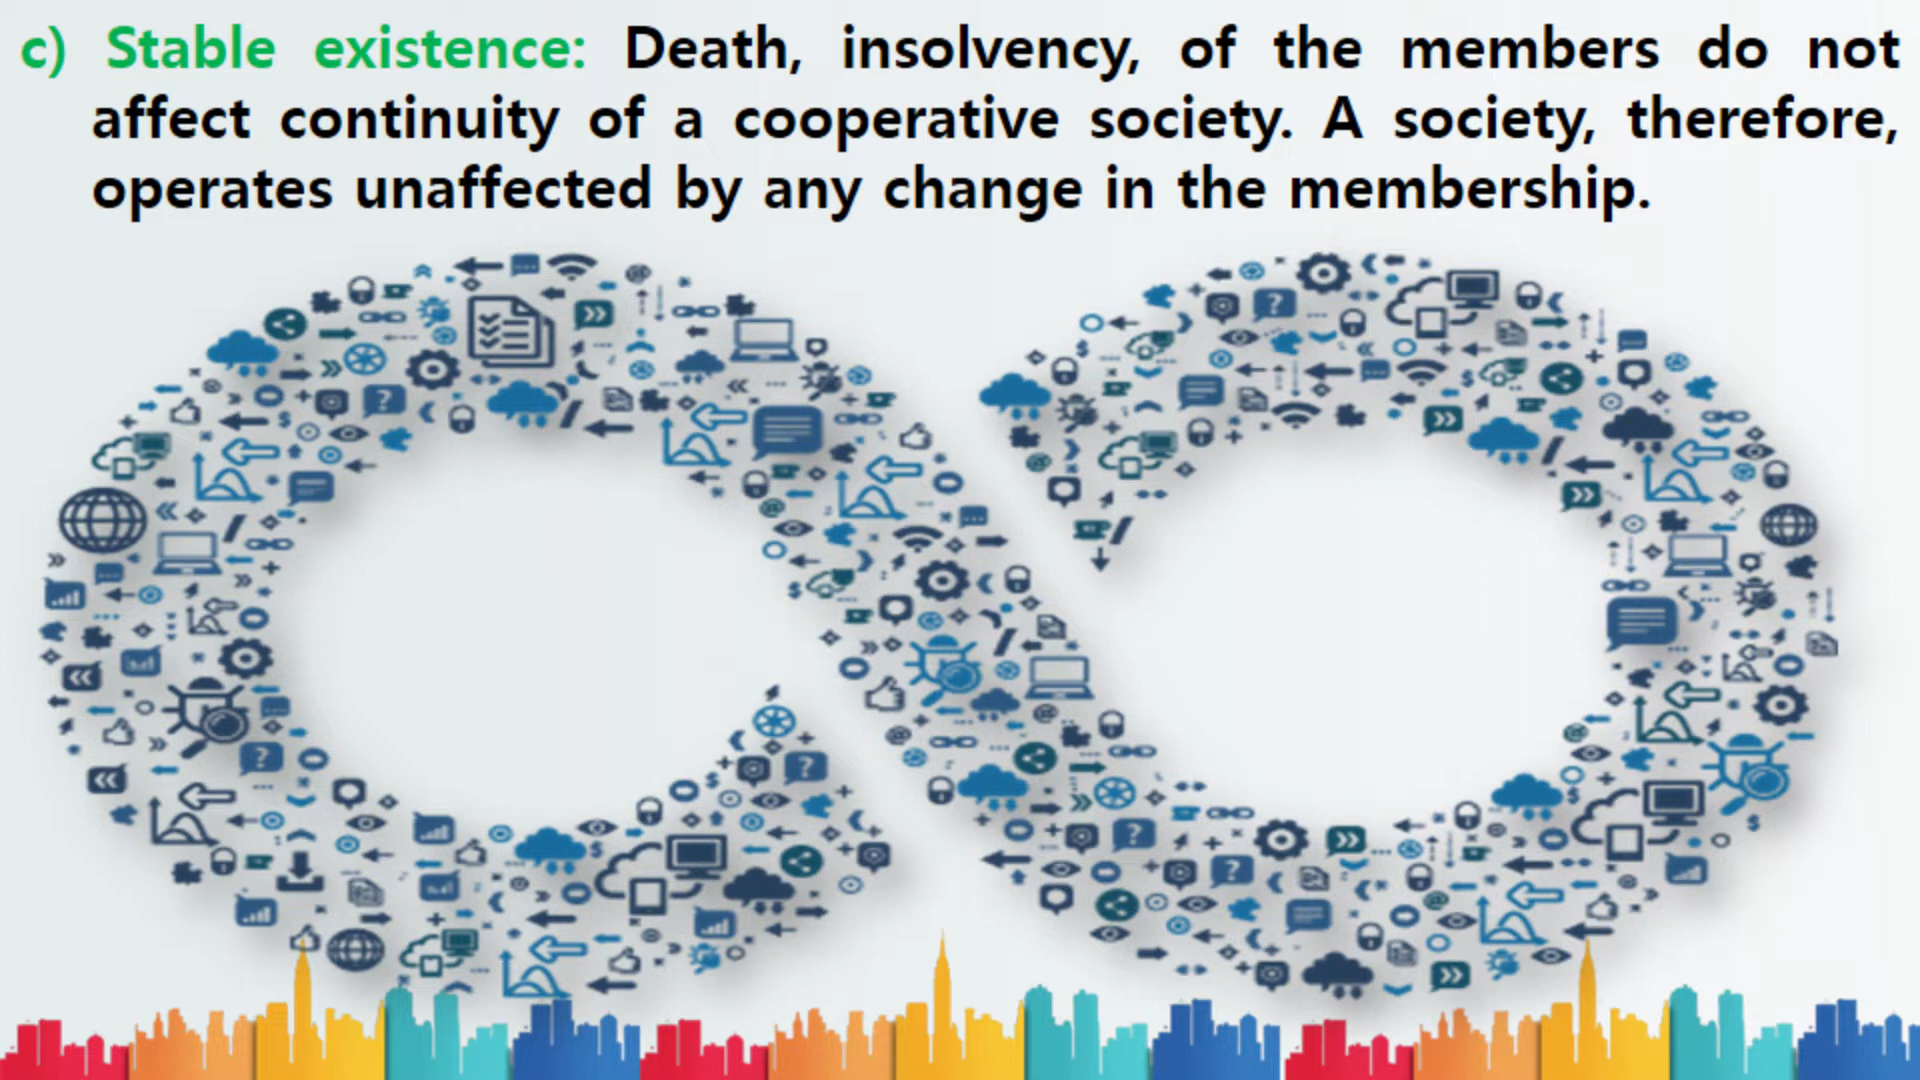 c) Stable existence: Death, insolvency, of the members do not
affect continuity of a cooperative society. A society, therefore,
operates unaffected by any change in the membership.